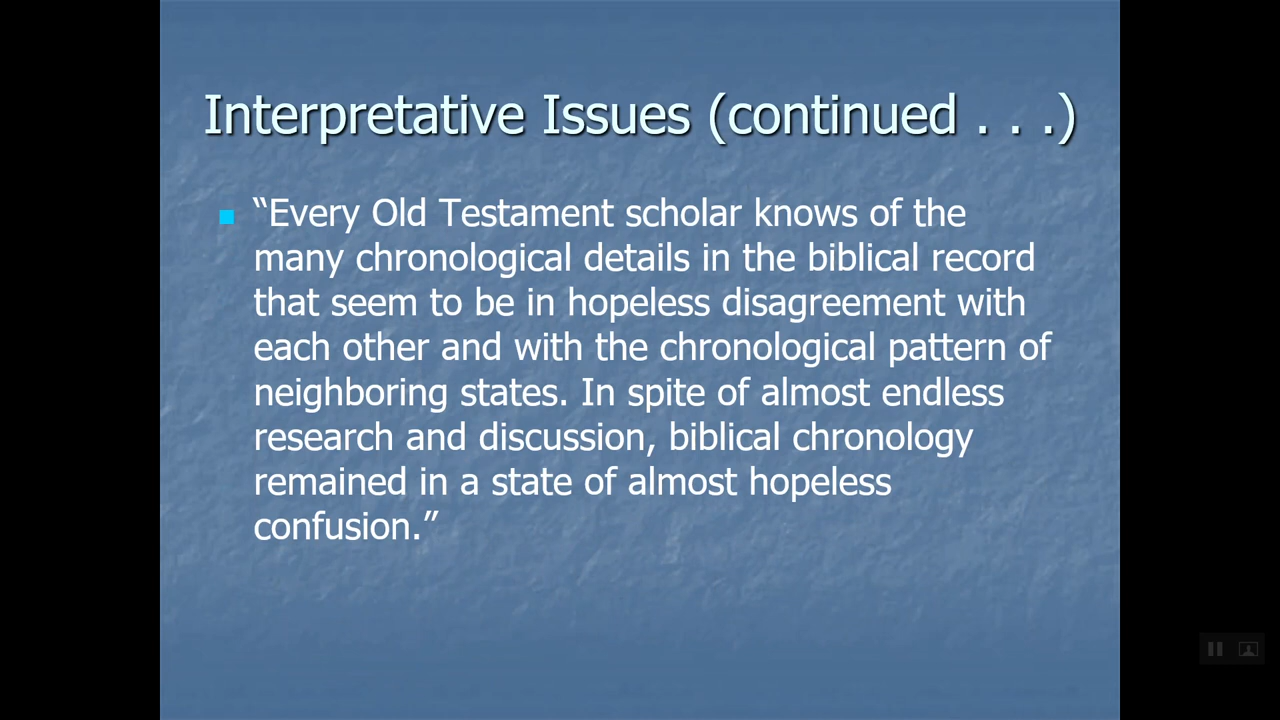 Interpretative Issues (continued . . .)
“Every Old Testament scholar knows of the
many chronological details in the biblical record
that seem to be in hopeless disagreement with
each other and with the chronological pattern of
neighboring states. In spite of almost endless
research and discussion, biblical chronology
remained in a state of almost hopeless
confusion.”